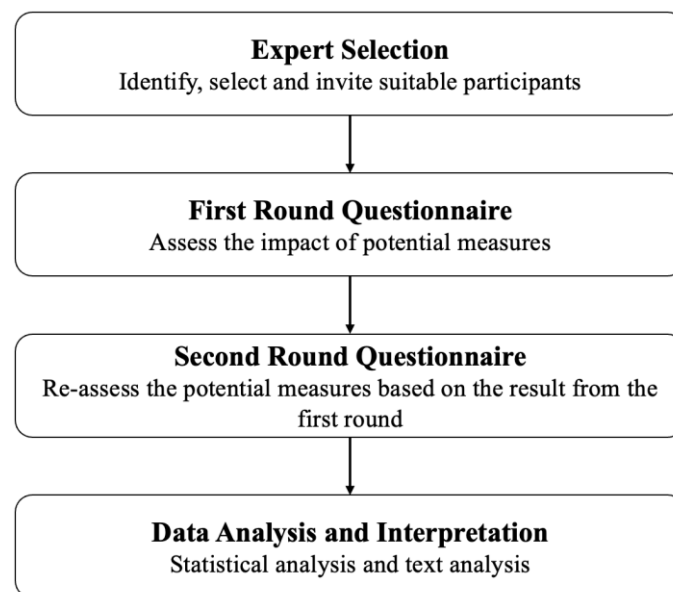 Expert Selection
Identify, select and invite suitable participants
First Round Questionnaire
Assess the impact of potential measures
Second Round Questionnaire
Re-assess the potential measures based on the result from the
first round
Data Analysis and Interpretation
Statistical analysis and text analysis